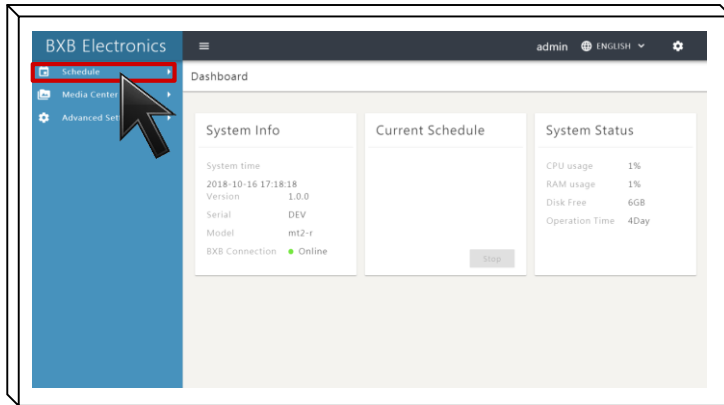 BXB Electronics
admin ENGLISH
Schedule
Media Center
Advanced
Dashboard
System Info
System time
2018-10-16 17:18:18
Version 1.0.0
Serial DEV
Model mt2-r
BXB Connection Online
Current Schedule
Stop
System Status
CPU usage 1%
RAM usage 1%
Disk Free 6GB
Operation Time 4Day